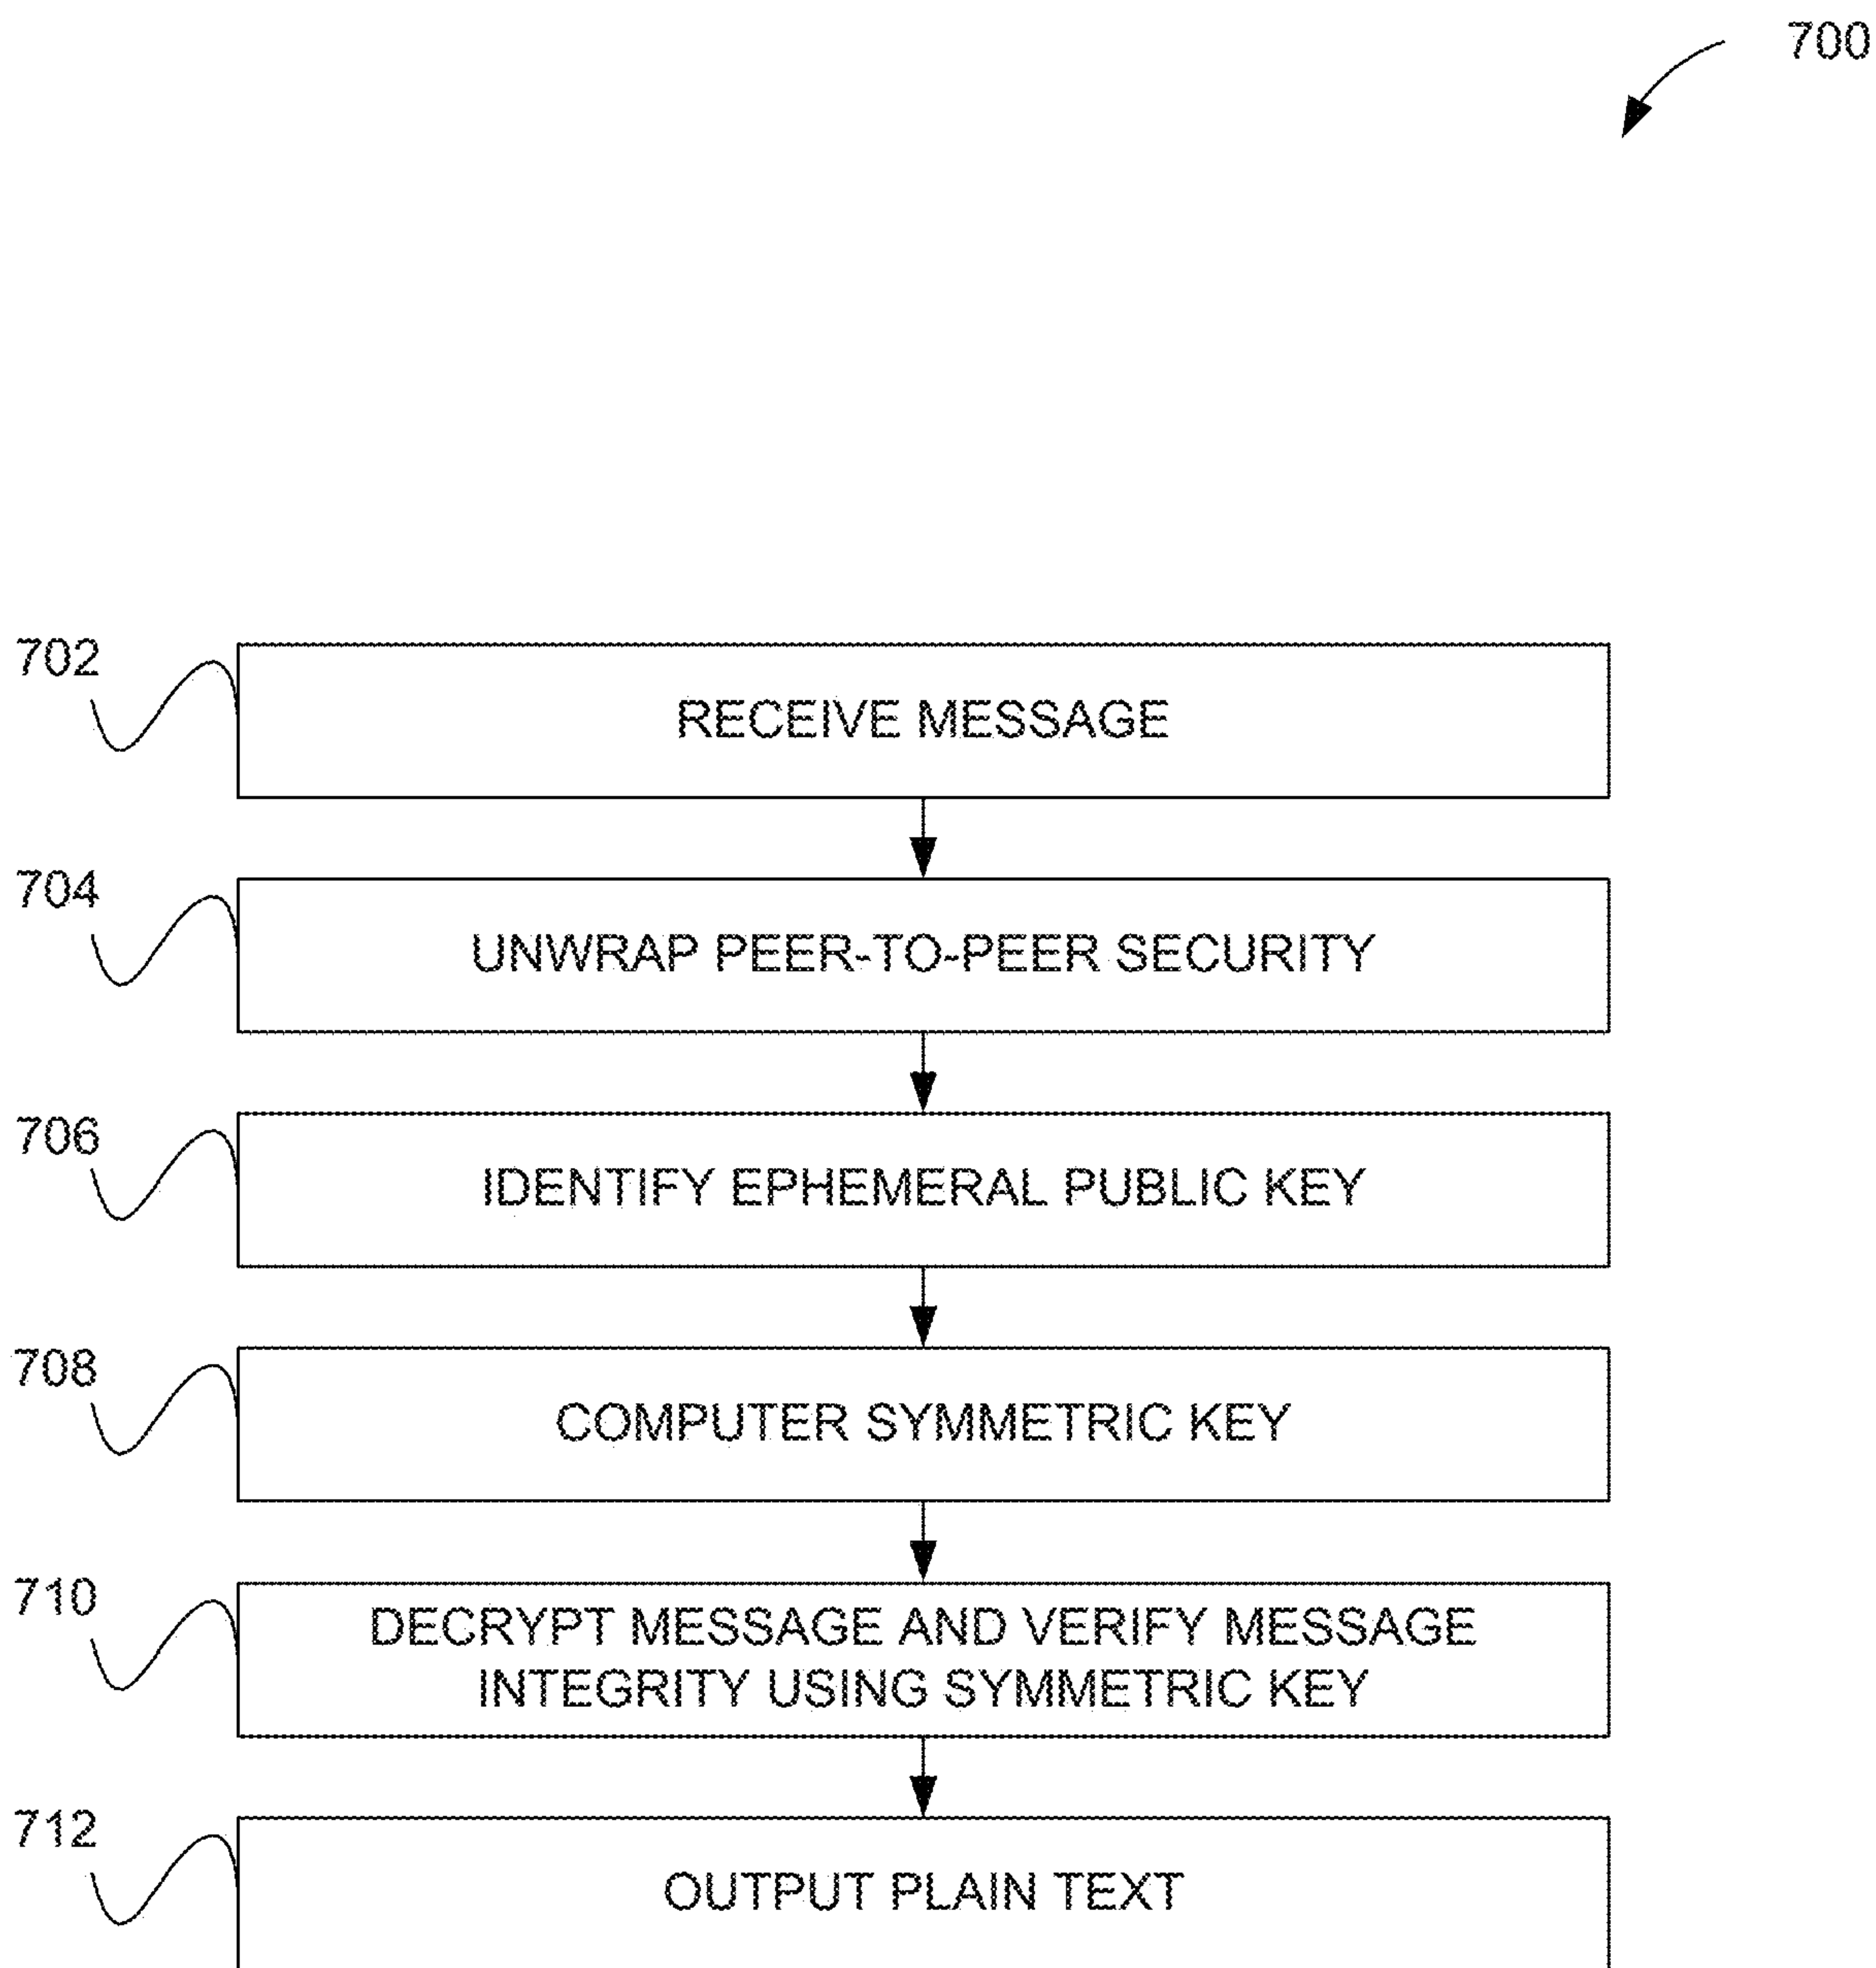 700
702
RECEIVE MESSAGE
704
UNWRAP PEER-TO-PEER SECURITY
706
IDENTIFY EPHEMERAL PUBLIC KEY
708
COMPUTER SYMMETRIC KEY
710
DECRYPT MESSAGE AND VERIFY MESSAGE
INTEGRITY USING SYMMETRIC KEY
712
OUTPUT PLAIN TEXT